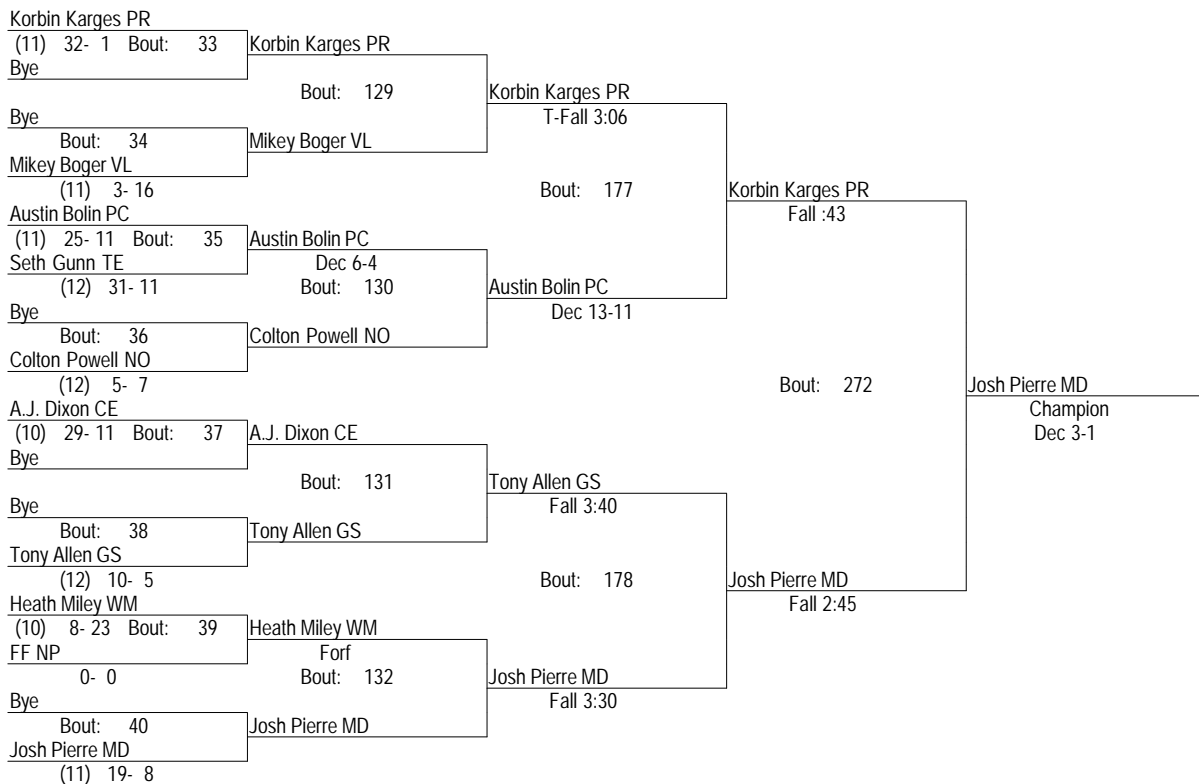 Korbin Karges PR
(11) 32- 1 Bout: 33
Korbin Karges PR
Bye
Bout: 129
Korbin Karges PR
Bye
T-Fall 3:06
Bout: 34
Mikey Boger VL
Mikey Boger VL
(11) 3- 16
Bout: 177
Korbin Karges PR
Austin Bolin PC
Fall :43
(11) 25- 11 Bout: 35
Austin Bolin PC
Seth Gunn TE
Dec 6-4
(12) 31- 11
Bout: 130
Austin Bolin PC
Bye
Dec 13-11
Bout: 36
Colton Powell NO
Colton Powell NO
(12) 5- 7
Bout: 272
Josh Pierre MD
A.J. Dixon CE
Champion
(10) 29- 11 Bout: 37
A.J. Dixon CE
Dec 3-1
Bye
Bout: 131
Tony Allen GS
Bye
Fall 3:40
Bout: 38
Tony Allen GS
Tony Allen GS
(12) 10- 5
Bout: 178
Josh Pierre MD
Heath Miley WM
Fall 2:45
(10) 8- 23 Bout: 39
Heath Miley WM
FF NP
Forf
0- 0
Bout: 132
Josh Pierre MD
Bye
Fall 3:30
Bout: 40
Josh Pierre MD
Josh Pierre MD
(11) 19- 8